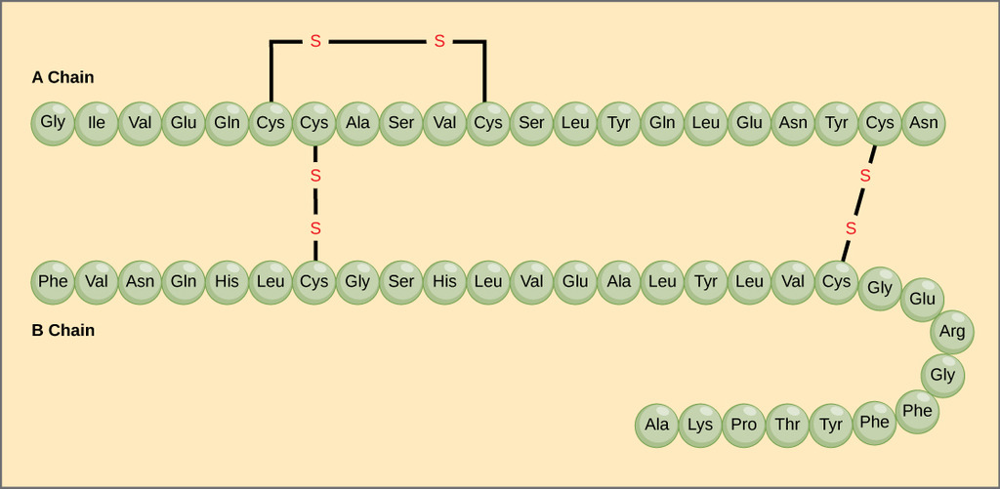 S S
A Chain
Gly Ile Val Glu Gln Cys Cys Ala Ser Val Cys Ser Leu Tyr Gln Leu Glu Asn Tyr Cys Asn
S S
S S
Phe Val Asn Gln His Leu Cys Gly Ser His Leu Val Glu Ala Leu Tyr Leu Val Cys Gly Glu
B Chain
Arg
Gly
Phe
Ala Lys Pro Thr Tyr Phe